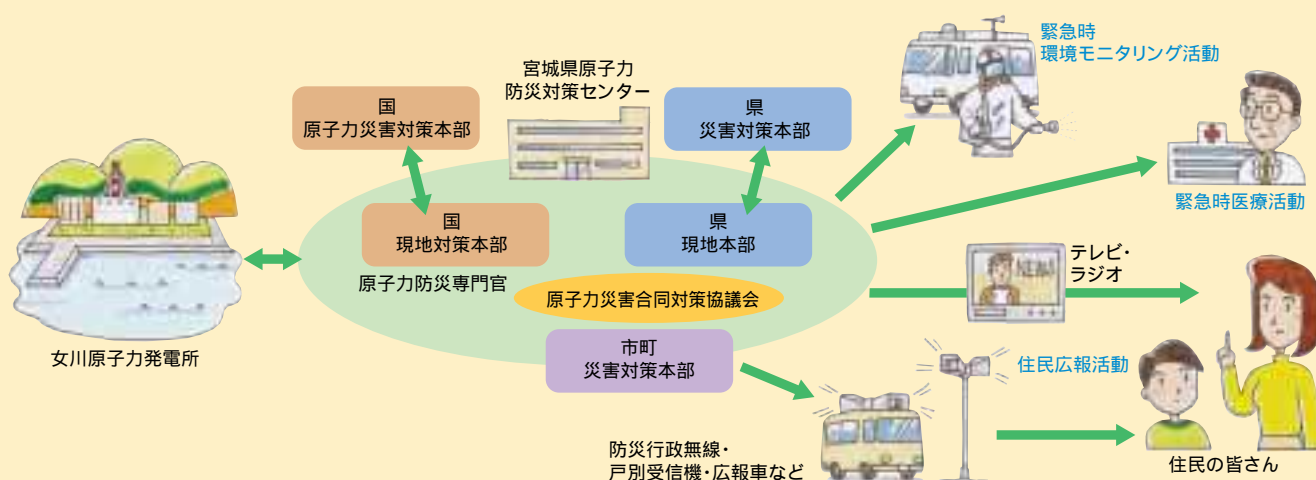 緊急時
環境モニタリング活動
宮城県原子力
防災対策センター
国
原子力災害対策本部
県
災害対策本部
緊急時医療活動
国
現地対策本部
県
現地本部
原子力防災専門官
原子力災害合同対策協議会
テレビ・
ラジオ
NEWS
女川原子力発電所
市町
災害対策本部
住民広報活動
防災行政無線・
戸別受信機・広報車など
住民の皆さん